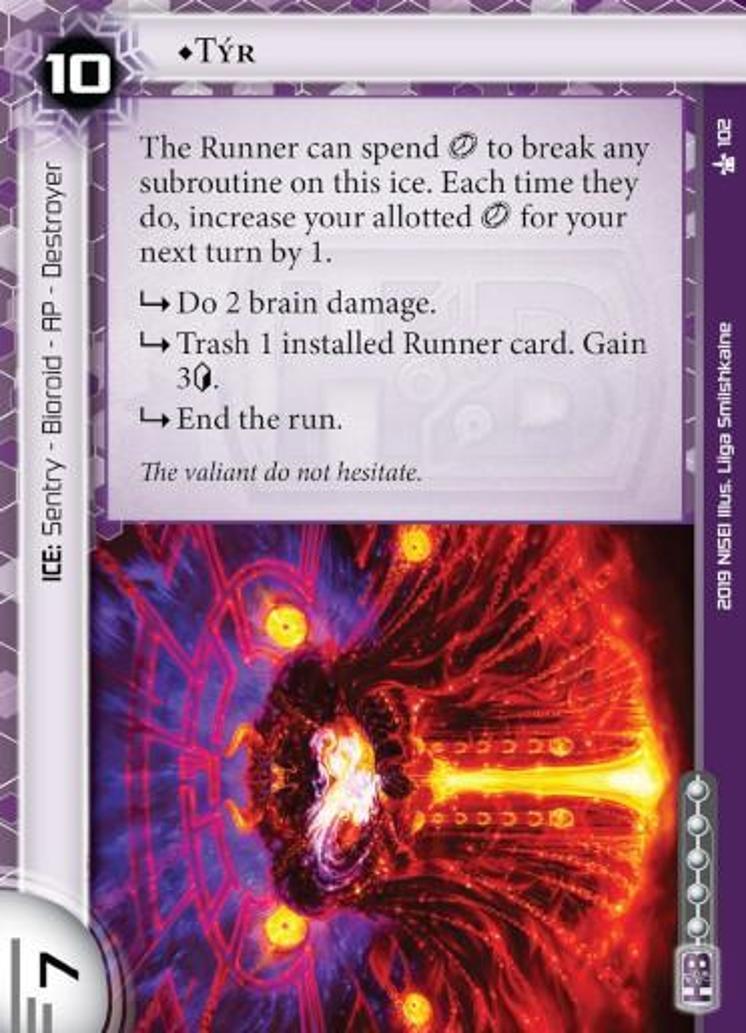 10
◆Týr
The Runner can spend to break any
subroutine on this ice. Each time they
do, increase your allotted for your
next turn by 1.
↳ Do 2 brain damage.
↳ Trash 1 installed Runner card. Gain
3.
↳ End the run.
The valiant do not hesitate.
ICE: Sentry - Bioroid - AP - Destroyer
7
102
2019 NISEI Illus. Liiga Smilshkalne
HB